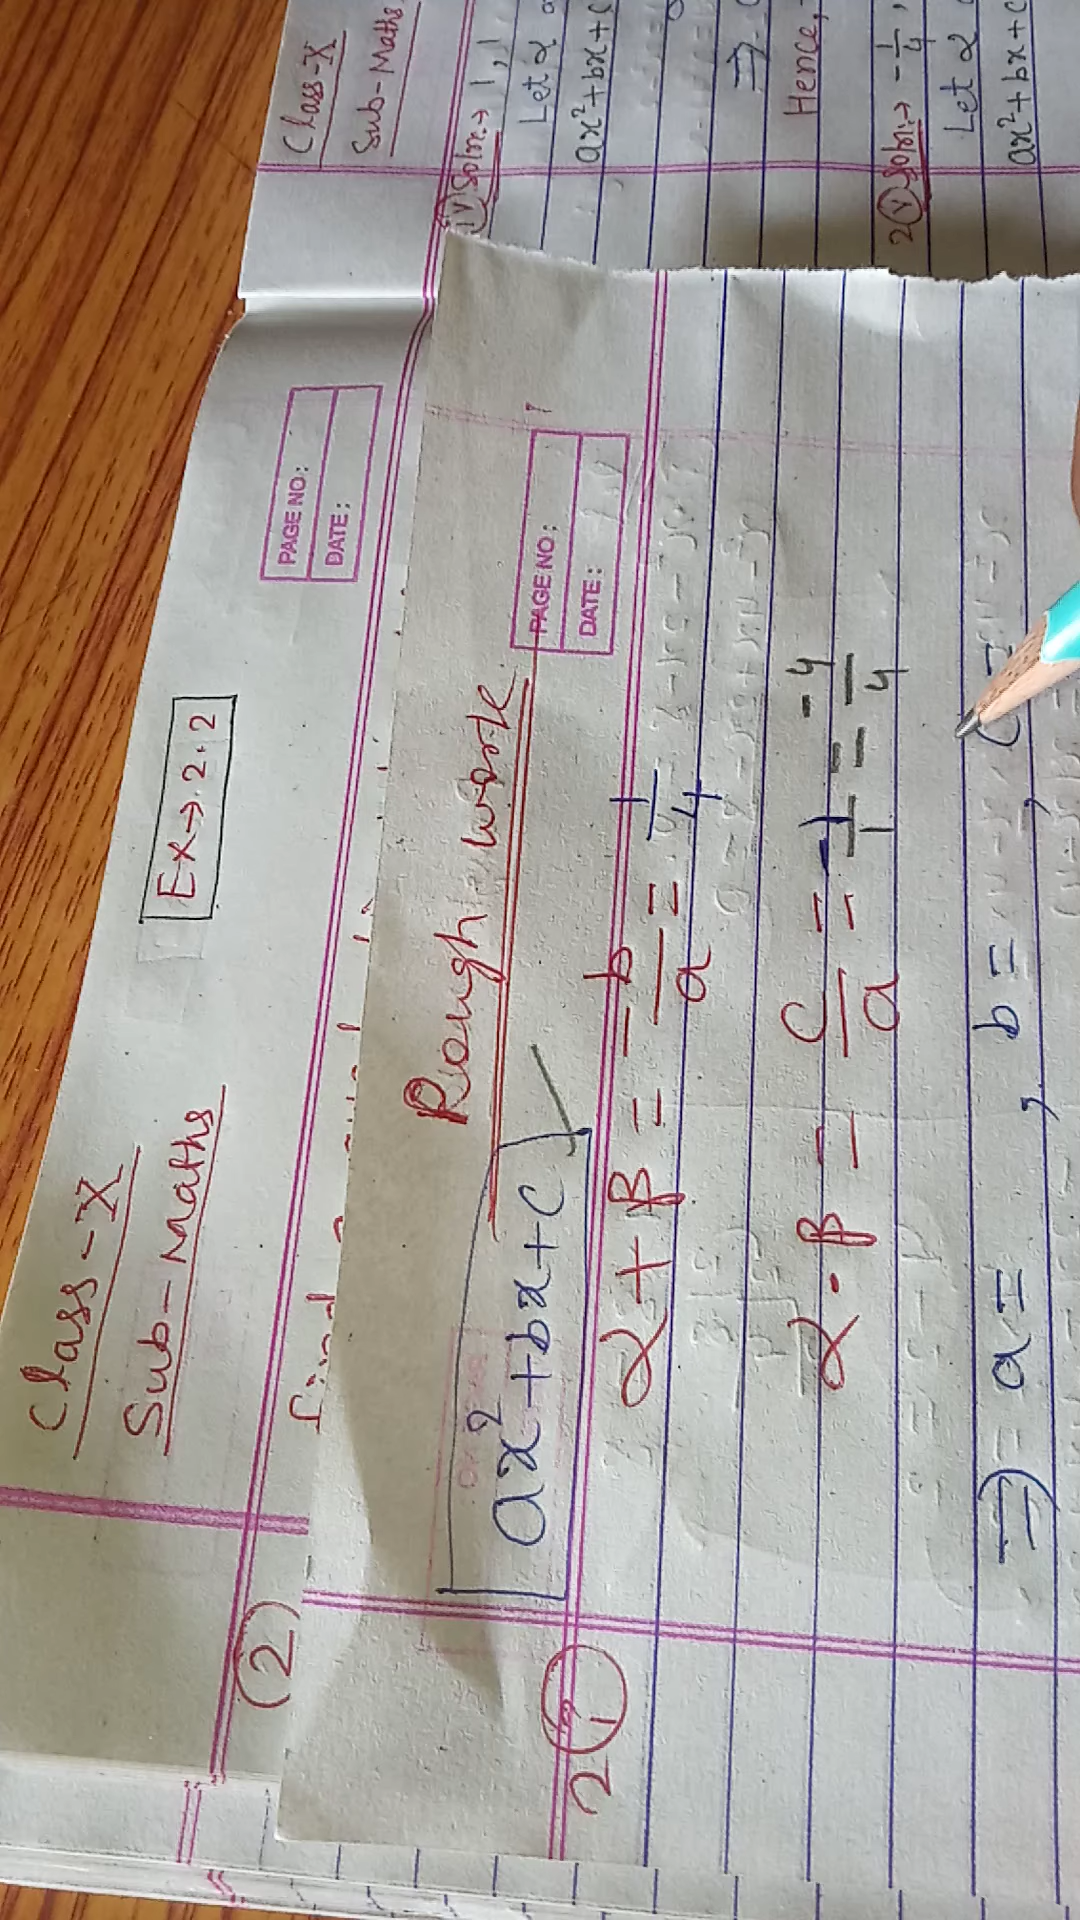 Class-X
Sub-Maths
Ex→2.2
PAGE NO:
DATE:
(2)
Rough work
PAGE NO:
DATE:
ax²+bx+c
2(i) α+β = -b/a = 1/4
α·β = c/a = -1/1 = -4/4
⇒ a= , b= ,
Class-X
Sub-Maths
(iv) Soln:→ 1, 1
Let α
ax²+bx+c
⇒
Hence,
2(v) Soln:→ -1/4,
Let α
ax²+bx+c